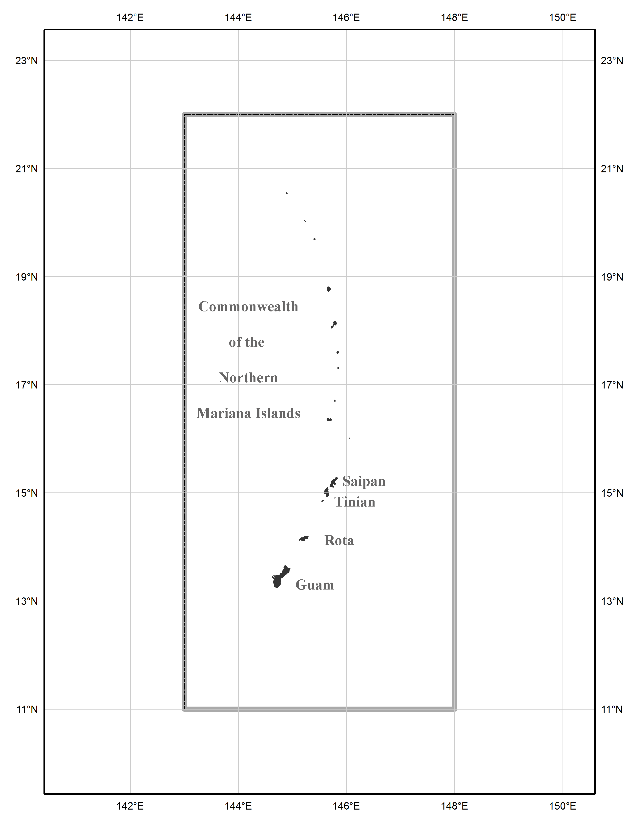 142°E 144°E 146°E 148°E 150°E
23°N 23°N
21°N 21°N
19°N 19°N
Commonwealth
of the
Northern
17°N 17°N
Mariana Islands
Saipan
15°N 15°N
Tinian
Rota
Guam
13°N 13°N
11°N 11°N
142°E 144°E 146°E 148°E 150°E